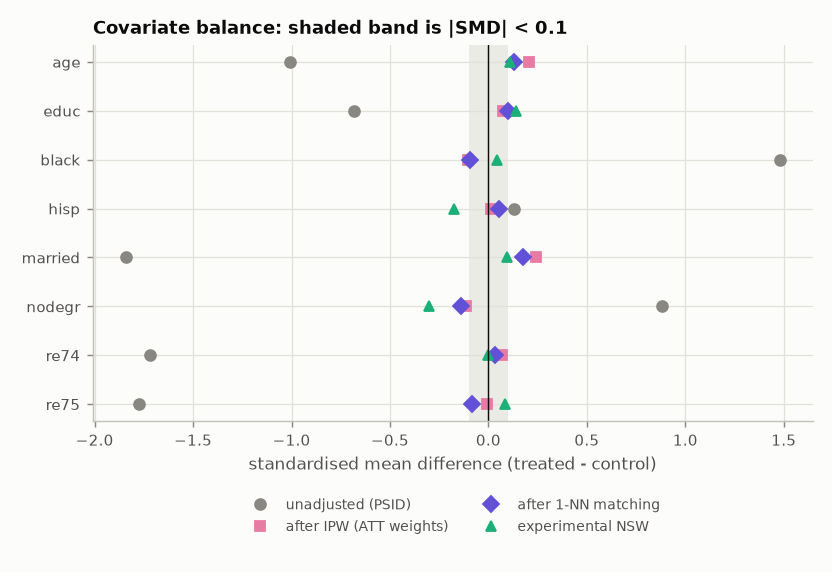 Covariate balance: shaded band is |SMD| < 0.1
age
educ
black
hisp
married
nodegr
re74
re75
−2.0 −1.5 −1.0 −0.5 0.0 0.5 1.0 1.5
standardised mean difference (treated - control)
unadjusted (PSID) after 1-NN matching
after IPW (ATT weights) experimental NSW